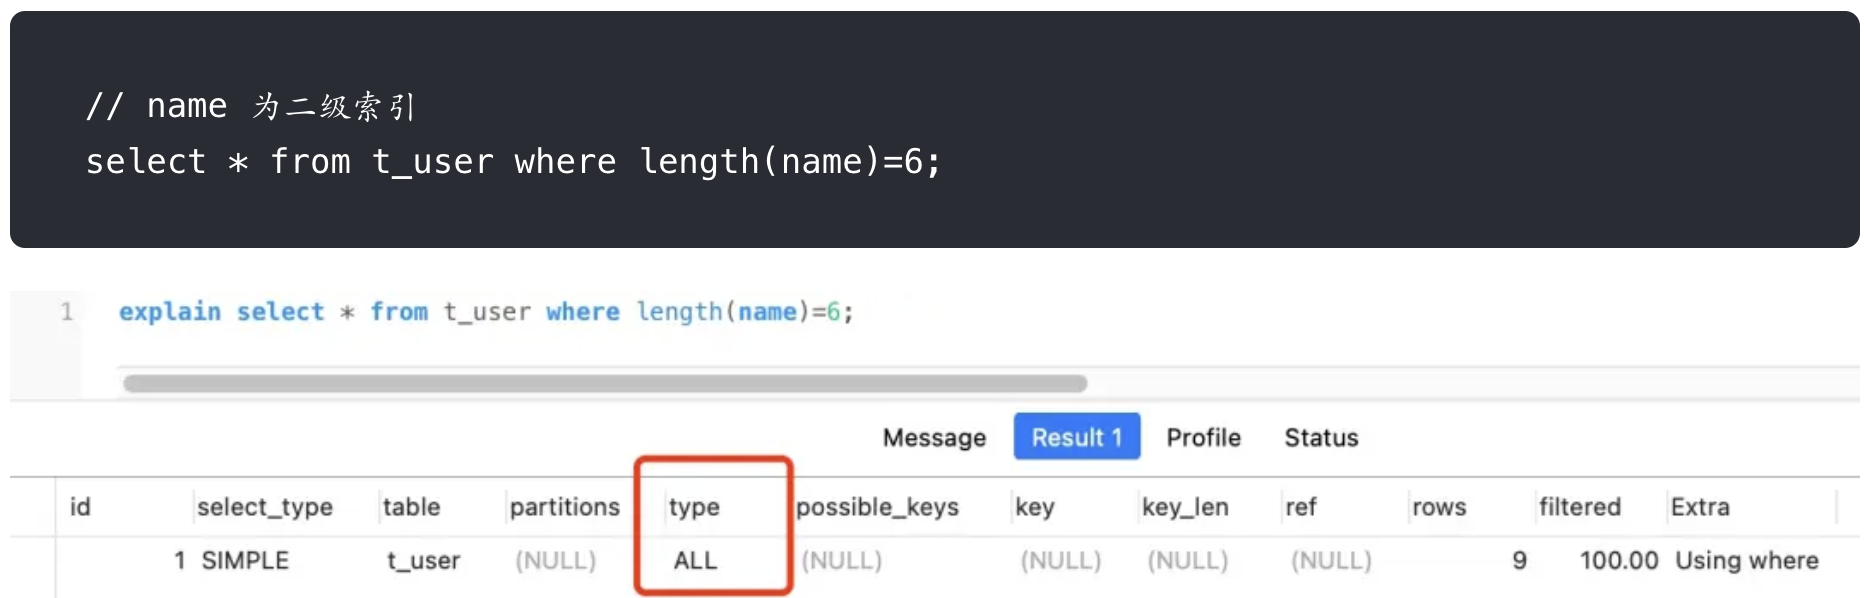 // name 为二级索引
select * from t_user where length(name)=6;
1 explain select * from t_user where length(name)=6;
Message Result 1 Profile Status
id select_type table partitions type possible_keys key key_len ref rows filtered Extra
1 SIMPLE t_user (NULL) ALL (NULL) (NULL) (NULL) (NULL) 9 100.00 Using where